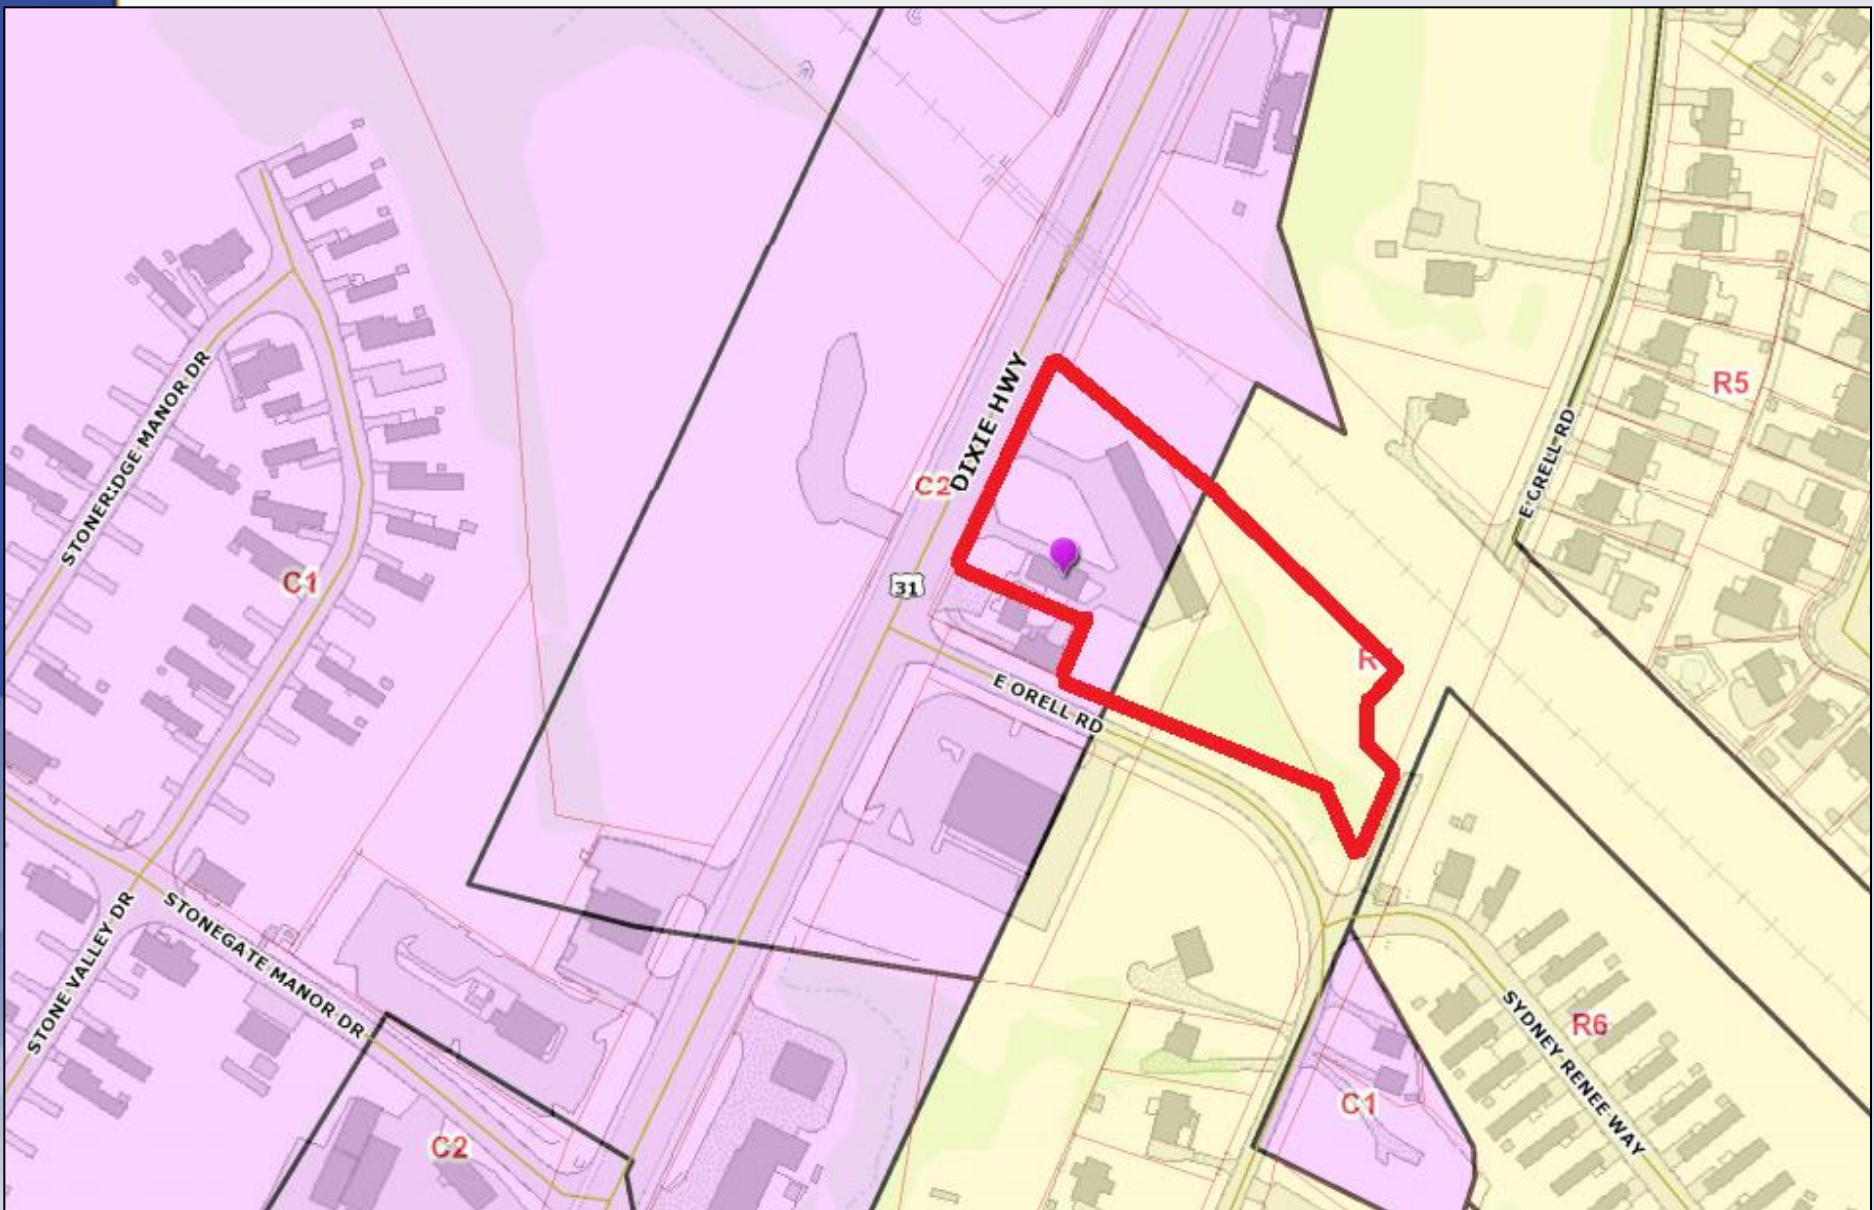 STONERIDGE MANOR DR
DIXIE HWY
C2
R5
E ORELL RD
C1
31
R
E ORELL RD
STONE VALLEY DR
STONEGATE MANOR DR
SYDNEY RENEE WAY
R6
C1
C2